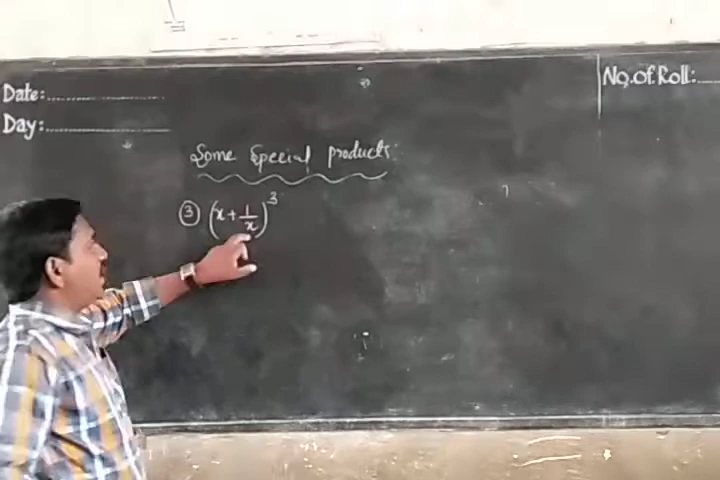 Date:....................
Day:.....................
No.of.Roll:.....
Some Special products:
③ (x + 1/x)^3